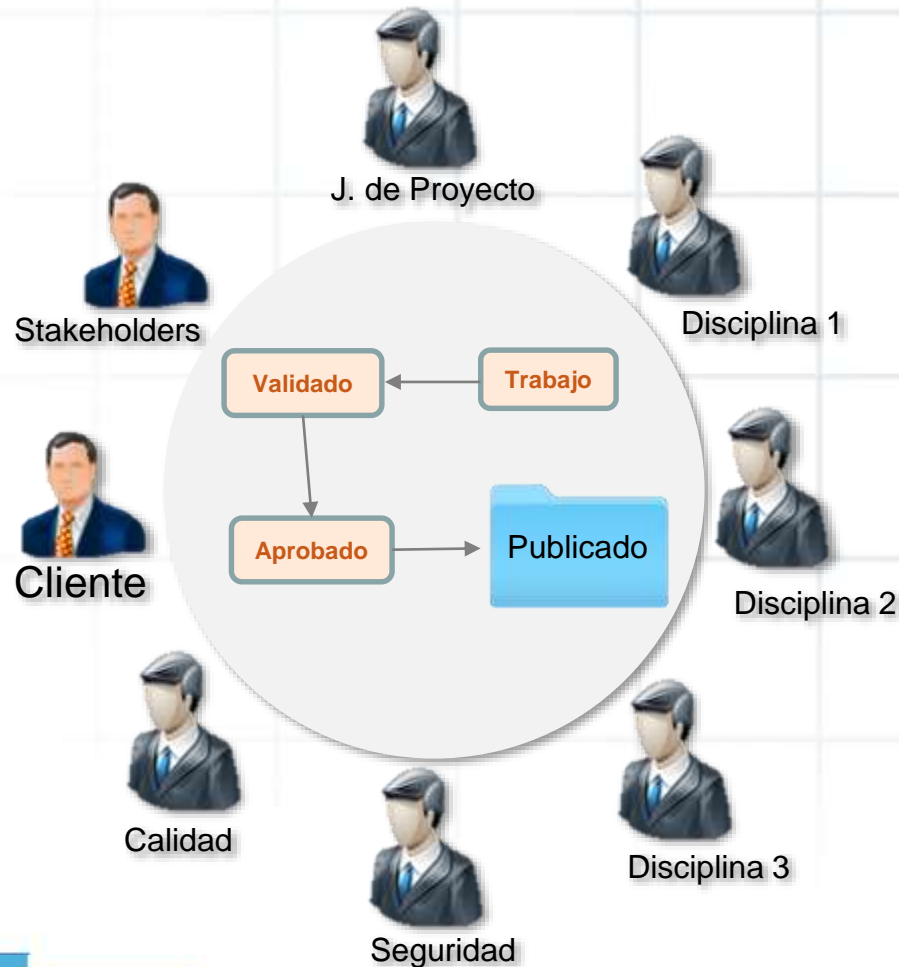 J. de Proyecto
Stakeholders
Disciplina 1
Validado
Trabajo
Aprobado
Publicado
Cliente
Disciplina 2
Calidad
Disciplina 3
Seguridad